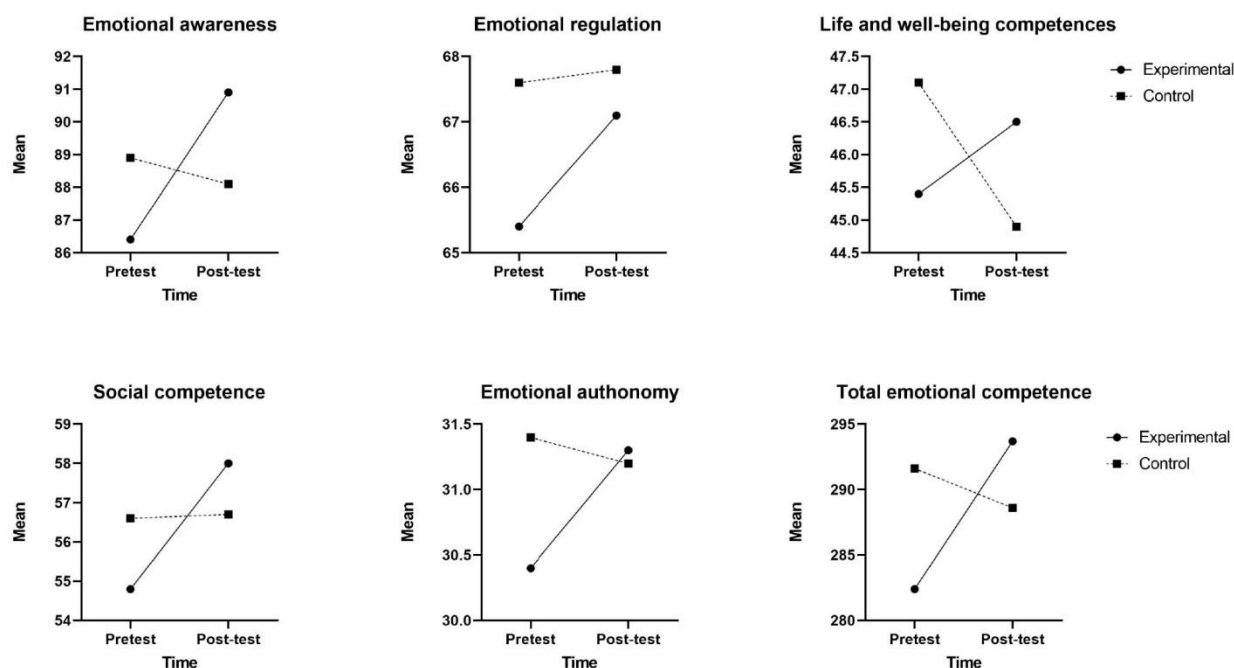 Emotional awareness
92
91
90
89
88
87
86
Mean
Pretest
Post-test
Time
Emotional regulation
68
67
66
65
Mean
Pretest
Post-test
Time
Life and well-being competences
47.5
47.0
46.5
46.0
45.5
45.0
44.5
Mean
Pretest
Post-test
Time
Experimental
Control
Social competence
59
58
57
56
55
54
Mean
Pretest
Post-test
Time
Emotional authonomy
31.5
31.0
30.5
30.0
Mean
Pretest
Post-test
Time
Total emotional competence
295
290
285
280
Mean
Pretest
Post-test
Time
Experimental
Control